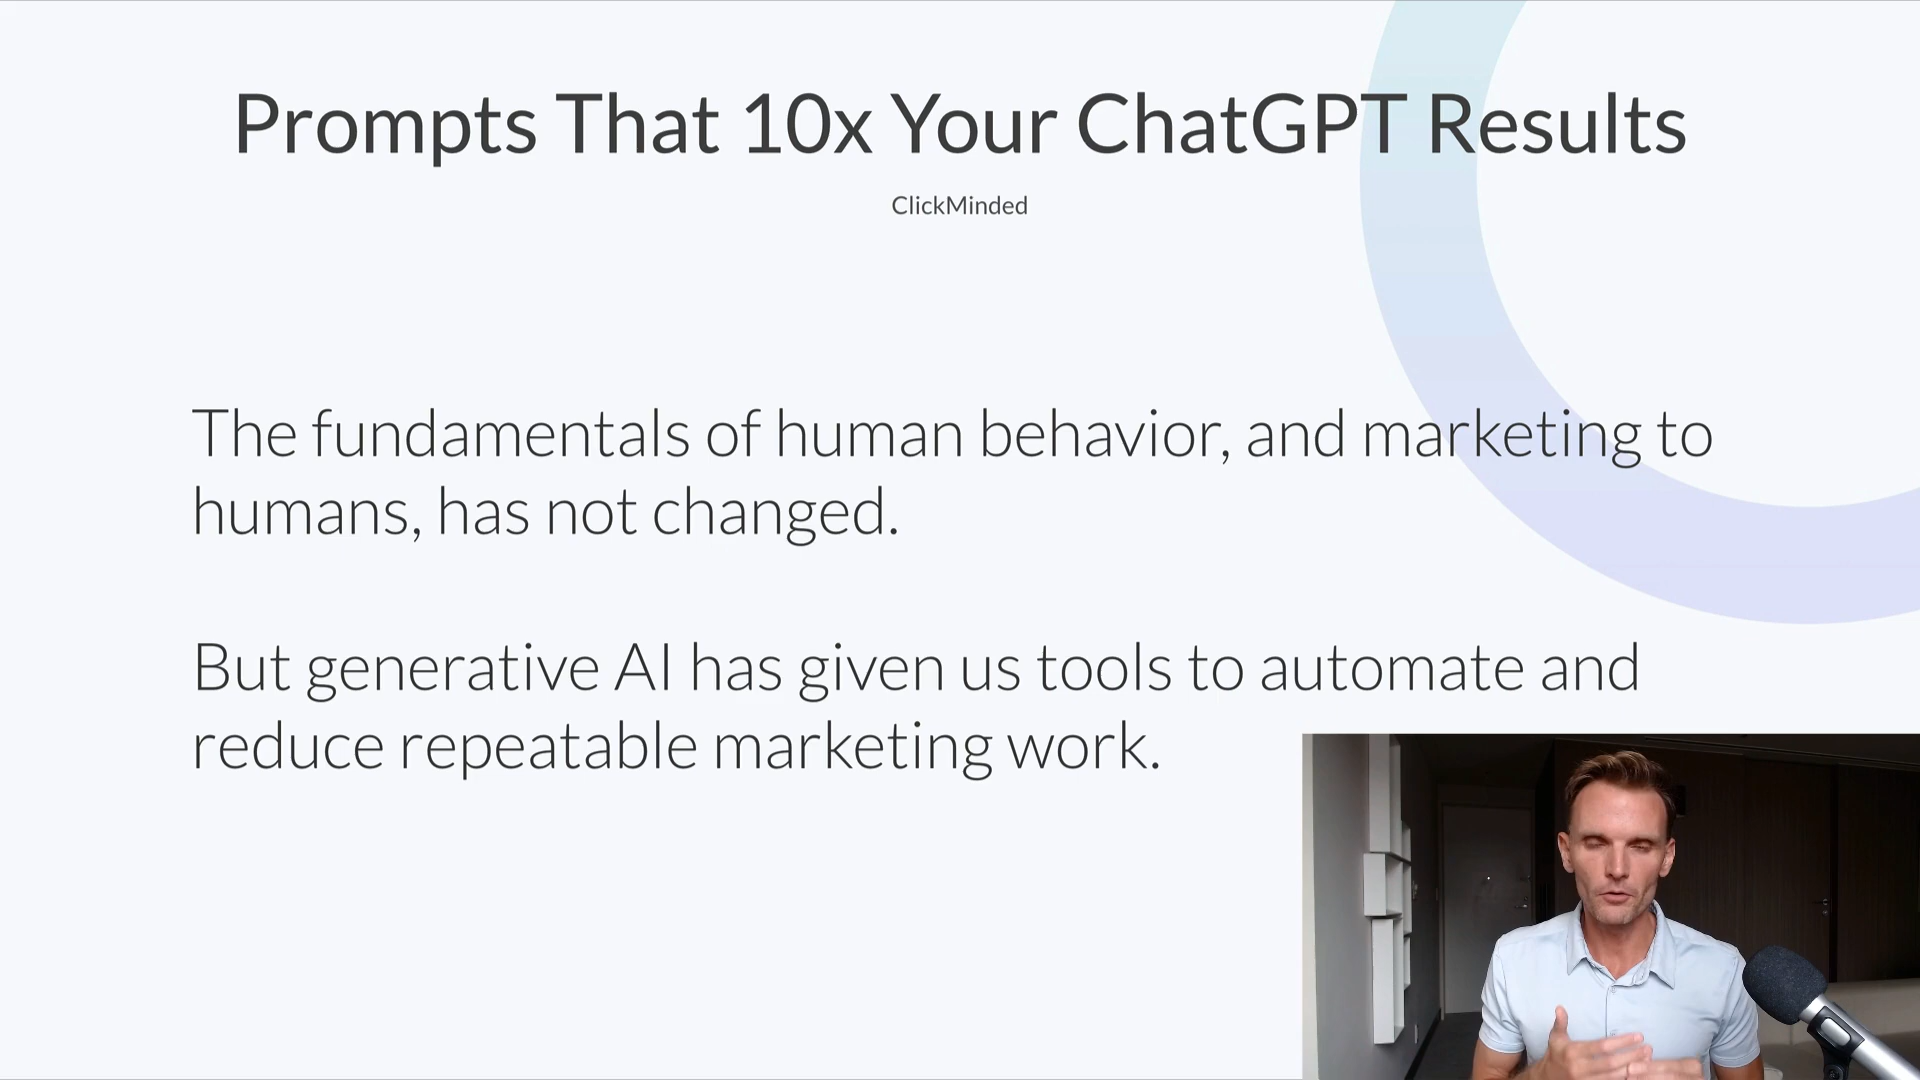 Prompts That 10x Your ChatGPT Results
ClickMinded
The fundamentals of human behavior, and marketing to
humans, has not changed.
But generative AI has given us tools to automate and
reduce repeatable marketing work.